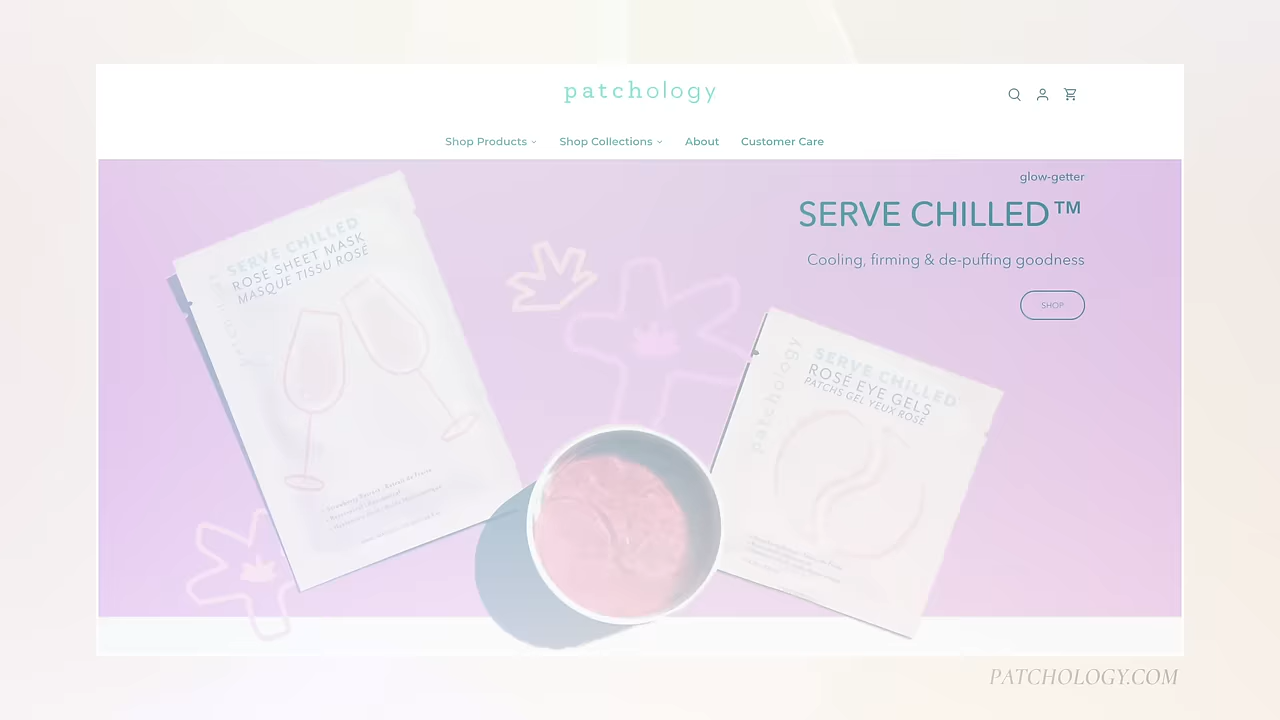 patchology
Shop Products
Shop Collections
About
Customer Care
glow-getter
SERVE CHILLED™
Cooling, firming & de-puffing goodness
SHOP
SERVE CHILLED
ROSÉ SHEET MASK
MASQUE TISSU ROSÉ
patchology
SERVE CHILLED
ROSÉ EYE GELS
PATCHS GEL YEUX ROSÉ
PATCHOLOGY.COM